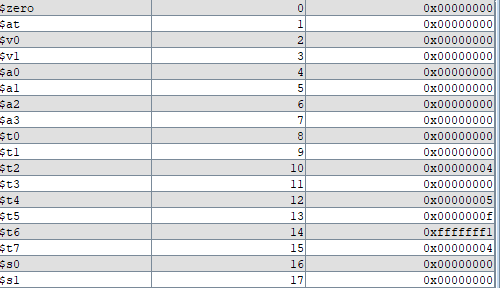 $zero 0 0x00000000
$at 1 0x00000000
$v0 2 0x00000000
$v1 3 0x00000000
$a0 4 0x00000000
$a1 5 0x00000000
$a2 6 0x00000000
$a3 7 0x00000000
$t0 8 0x00000000
$t1 9 0x00000000
$t2 10 0x00000004
$t3 11 0x00000000
$t4 12 0x00000005
$t5 13 0x0000000f
$t6 14 0xfffffff1
$t7 15 0x00000004
$s0 16 0x00000000
$s1 17 0x00000000